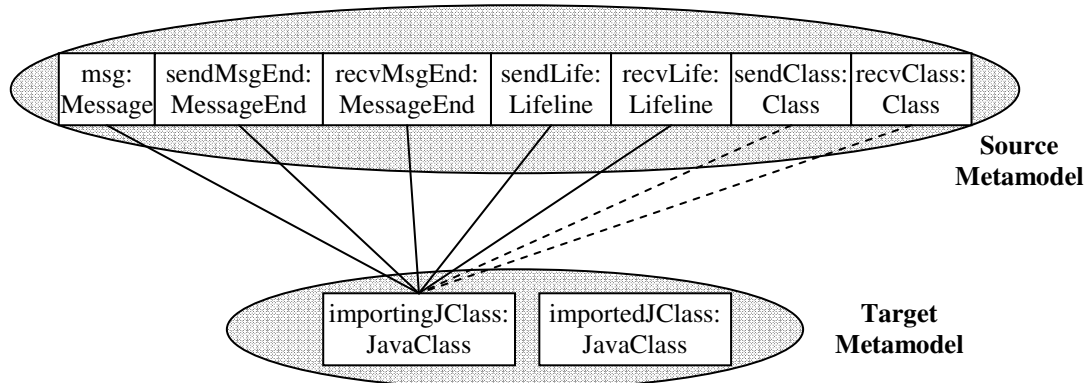 msg:
Message
sendMsgEnd:
MessageEnd
recvMsgEnd:
MessageEnd
sendLife:
Lifeline
recvLife:
Lifeline
sendClass:
Class
recvClass:
Class
Source
Metamodel
importingJClass:
JavaClass
importedJClass:
JavaClass
Target
Metamodel